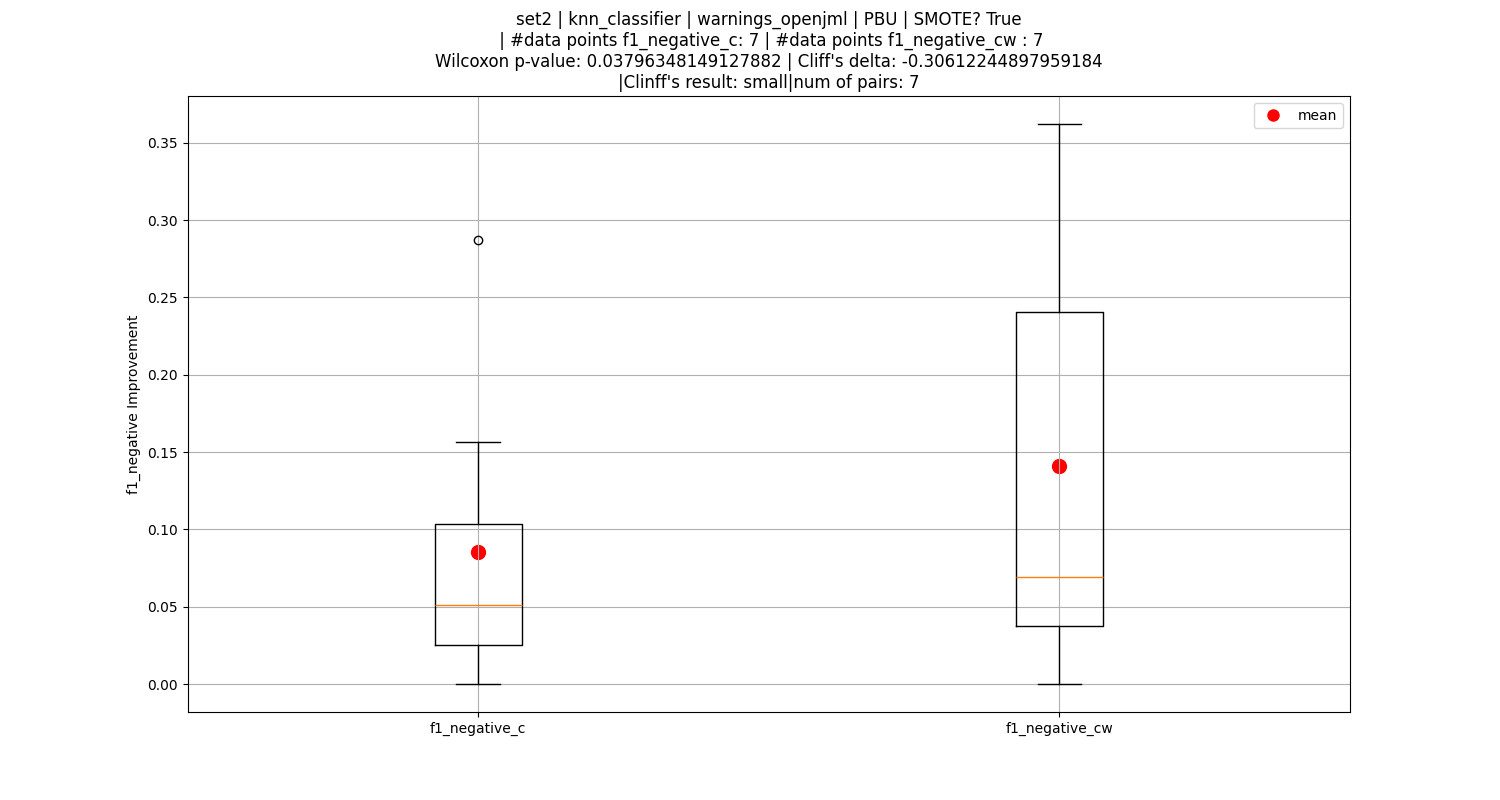 set2 | knn_classifier | warnings_openjml | PBU | SMOTE? True
| #data points f1_negative_c: 7 | #data points f1_negative_cw : 7
Wilcoxon p-value: 0.03796348149127882 | Cliff's delta: -0.30612244897959184
|Clinff's result: small|num of pairs: 7
mean
f1_negative Improvement
0.35
0.30
0.25
0.20
0.15
0.10
0.05
0.00
f1_negative_c
f1_negative_cw